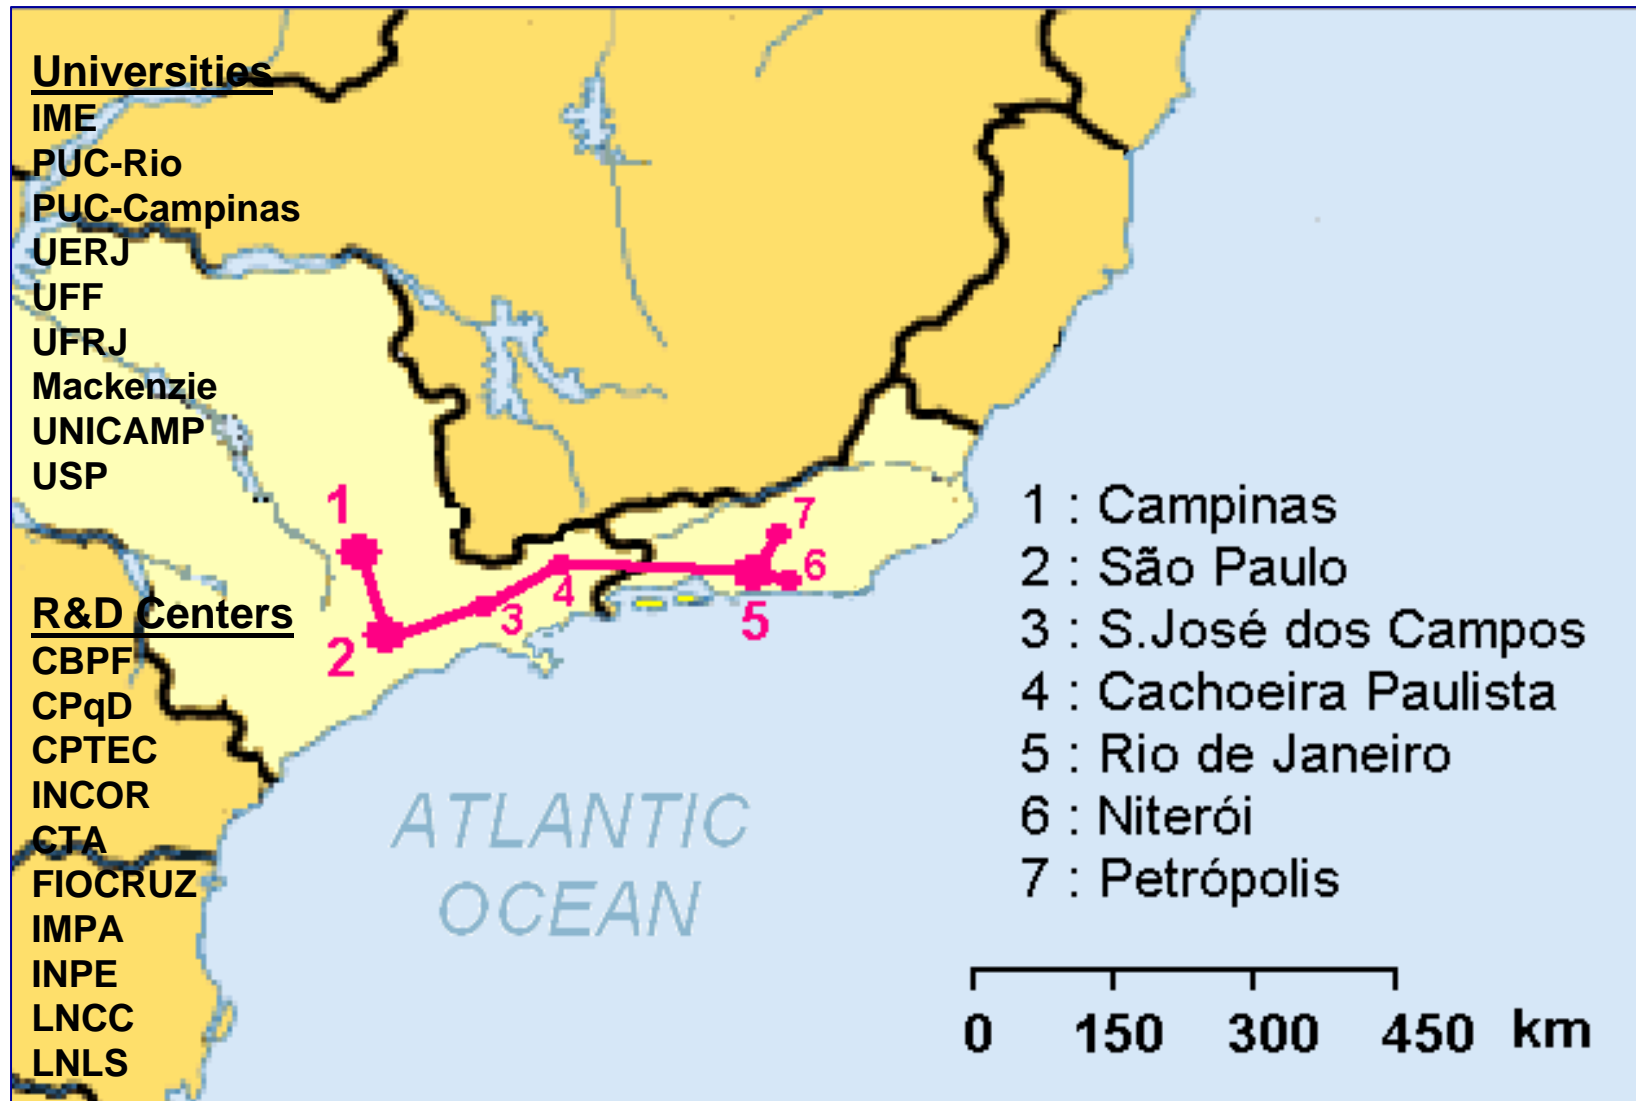 Universities
IME
PUC-Rio
PUC-Campinas
UERJ
UFF
UFRJ
Mackenzie
UNICAMP
USP
R&D Centers
CBPF
CPqD
CPTEC
INCOR
CTA
FIOCRUZ
IMPA
INPE
LNCC
LNLS
1
2
3
4
5
6
7
ATLANTIC
OCEAN
1 : Campinas
2 : São Paulo
3 : S.José dos Campos
4 : Cachoeira Paulista
5 : Rio de Janeiro
6 : Niterói
7 : Petrópolis
0 150 300 450 km